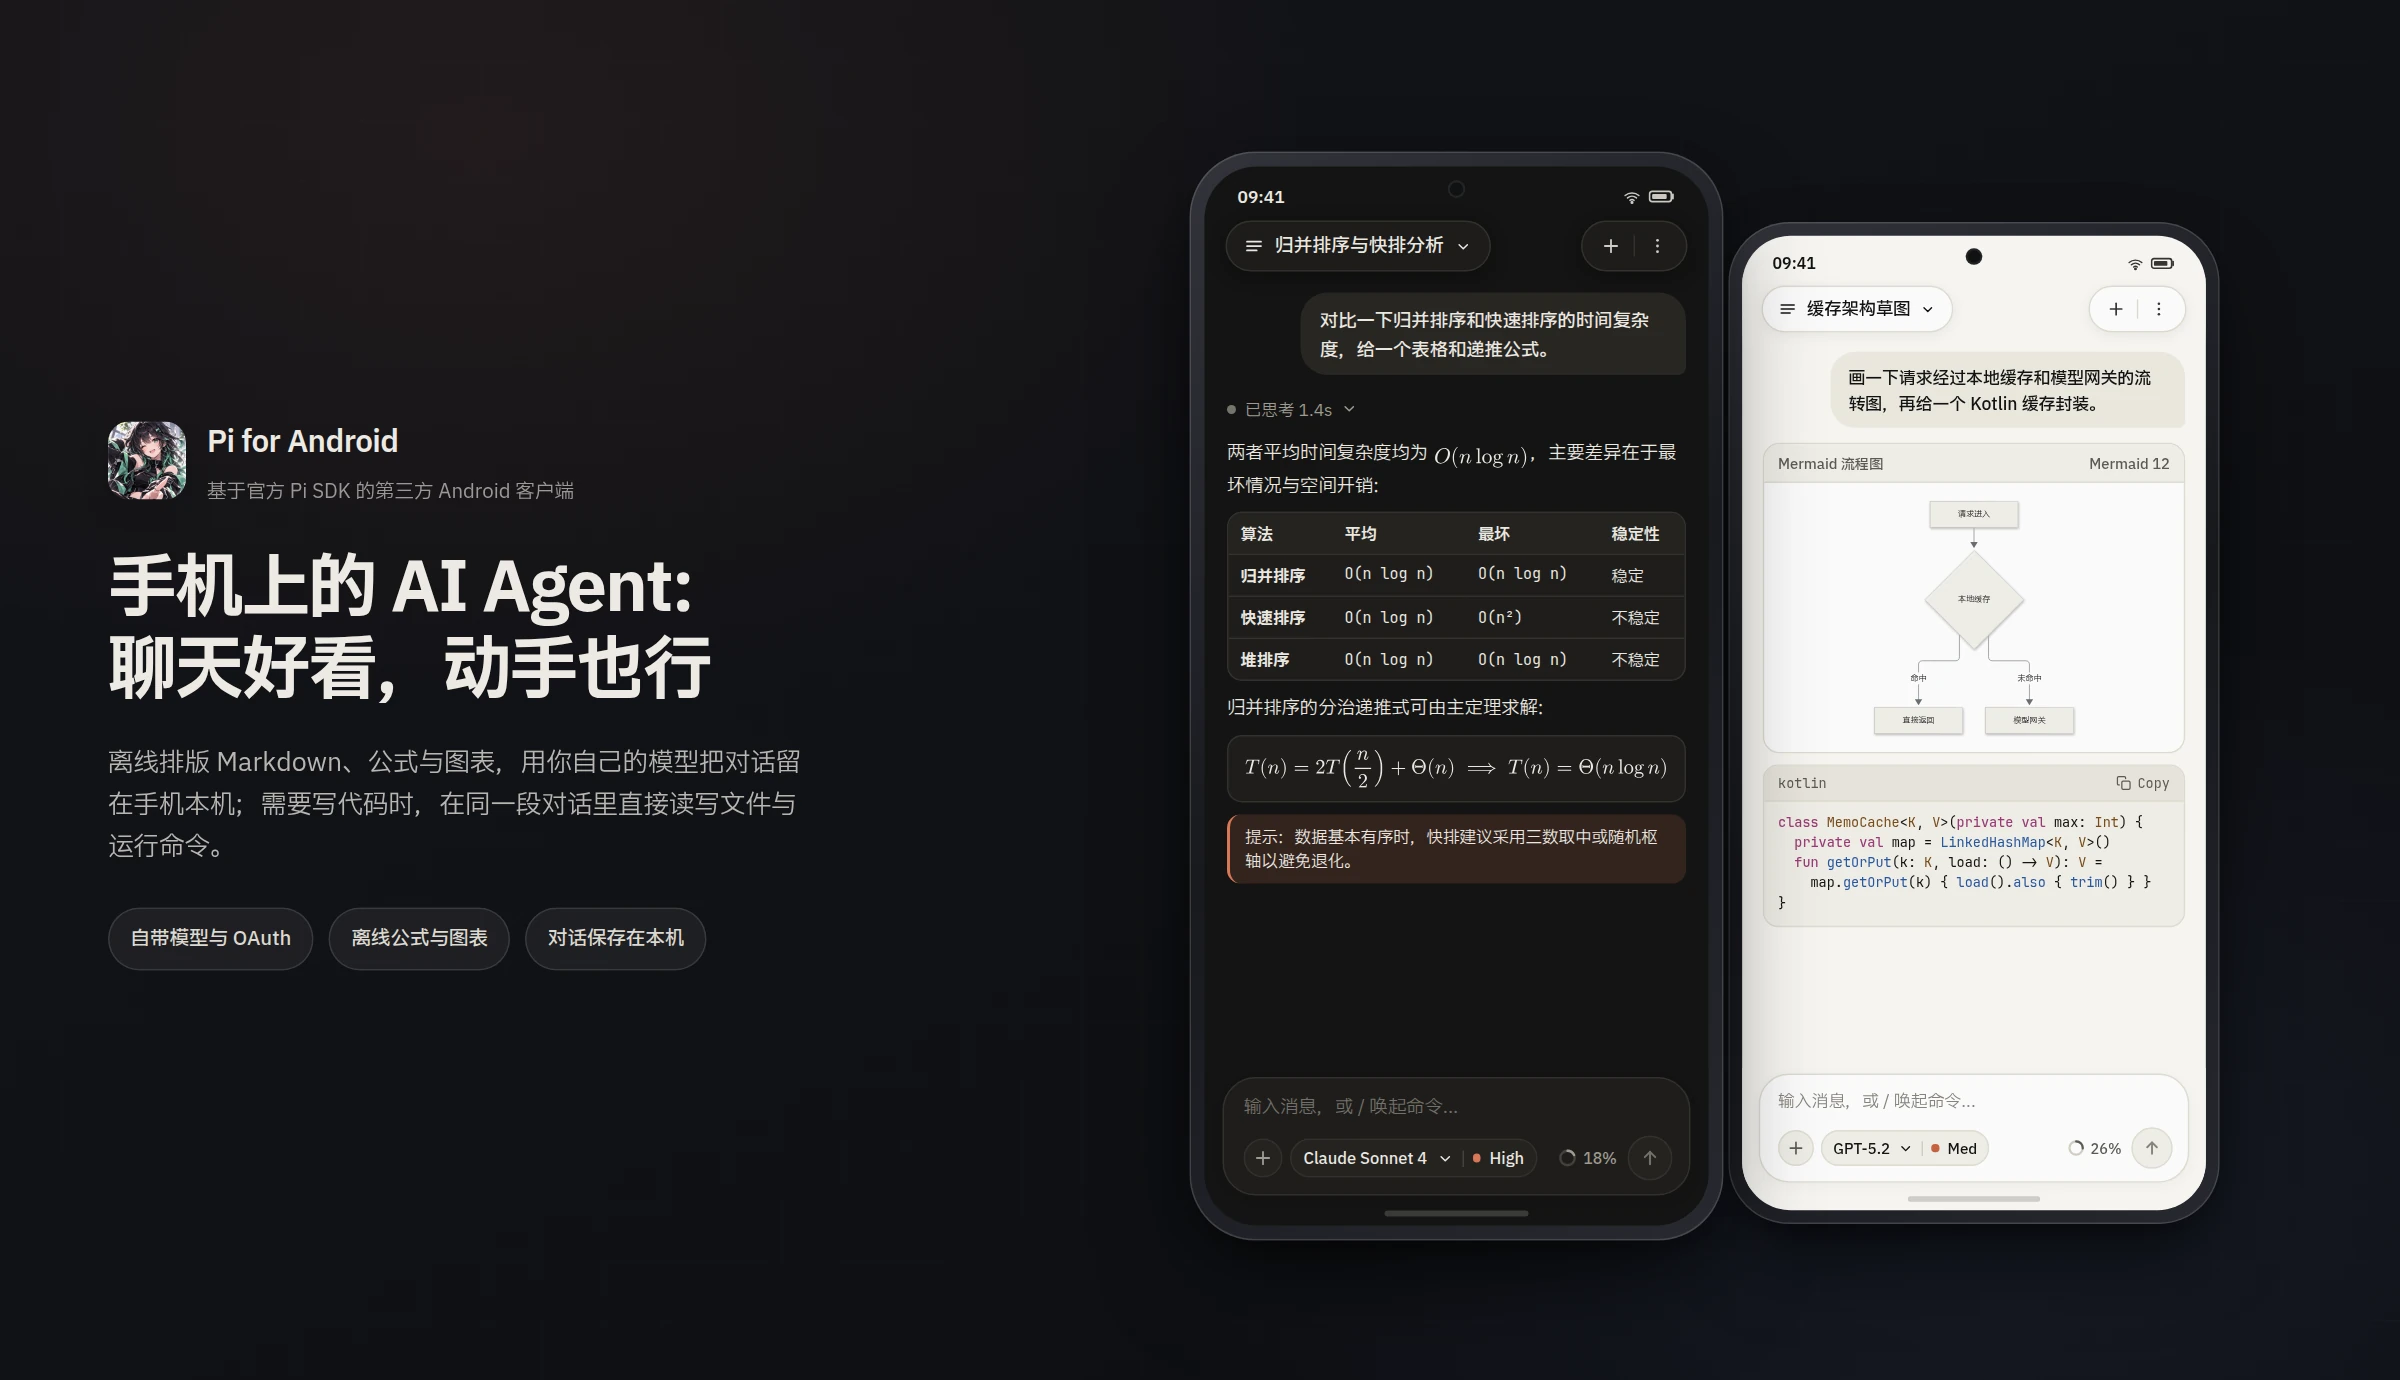 Pi for Android
基于官方 Pi SDK 的第三方 Android 客户端
手机上的 AI Agent:
聊天好看，动手也行
离线排版 Markdown、公式与图表，用你自己的模型把对话留
在手机本机；需要写代码时，在同一段对话里直接读写文件与
运行命令。
自带模型与 OAuth
离线公式与图表
对话保存在本机
09:41
归并排序与快排分析
对比一下归并排序和快速排序的时间复杂
度，给一个表格和递推公式。
已思考 1.4s
两者平均时间复杂度均为 O(n log n)，主要差异在于最
坏情况与空间开销:
算法 平均 最坏 稳定性
归并排序 O(n log n) O(n log n) 稳定
快速排序 O(n log n) O(n²) 不稳定
堆排序 O(n log n) O(n log n) 不稳定
归并排序的分治递推式可由主定理求解:
T(n) = 2T(n/2) + Θ(n) ⟹ T(n) = Θ(n log n)
提示：数据基本有序时，快排建议采用三数取中或随机枢
轴以避免退化。
输入消息，或 / 唤起命令...
Claude Sonnet 4 High 18%
09:41
缓存架构草图
画一下请求经过本地缓存和模型网关的流
转图，再给一个 Kotlin 缓存封装。
Mermaid 流程图 Mermaid 12
请求进入
本地缓存
命中 未命中
直接返回 模型网关
kotlin Copy
class MemoCache<K, V>(private val max: Int) {
private val map = LinkedHashMap<K, V>()
fun getOrPut(k: K, load: () → V): V =
map.getOrPut(k) { load().also { trim() } }
}
输入消息，或 / 唤起命令...
GPT-5.2 Med 26%